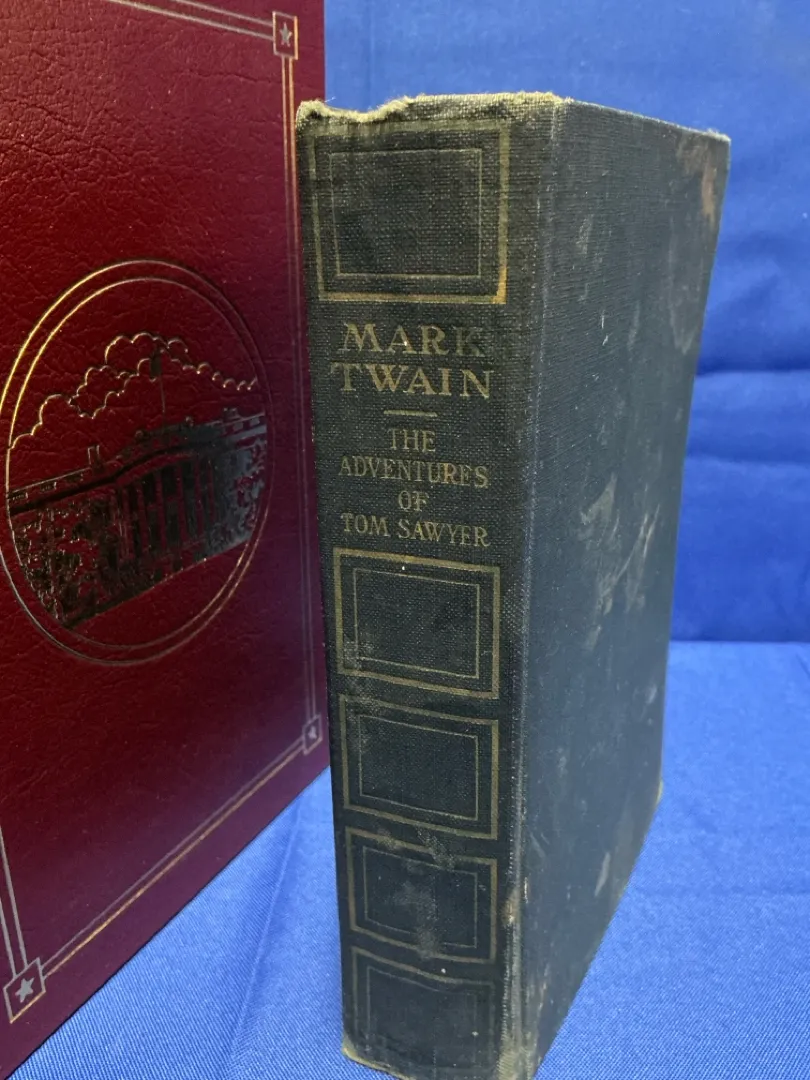 MARK
TWAIN
THE
ADVENTURES
OF
TOM SAWYER